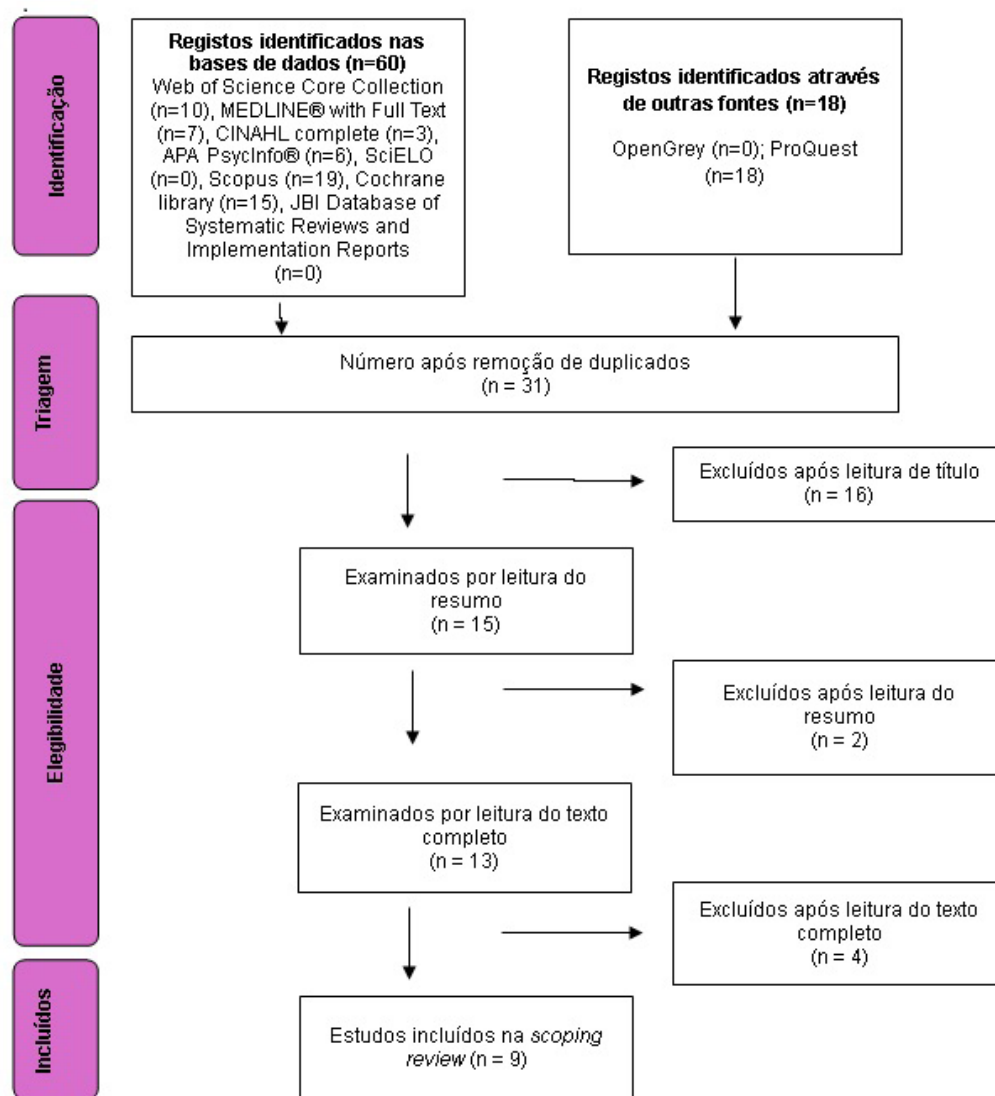 Identificação
Registos identificados nas
bases de dados (n=60)
Web of Science Core Collection
(n=10), MEDLINE® with Full Text
(n=7), CINAHL complete (n=3),
APA PsycInfo® (n=6), SciELO
(n=0), Scopus (n=19), Cochrane
library (n=15), JBI Database of
Systematic Reviews and
Implementation Reports
(n=0)
Registos identificados através
de outras fontes (n=18)
OpenGrey (n=0); ProQuest
(n=18)
Triagem
Número após remoção de duplicados
(n = 31)
Excluídos após leitura de título
(n = 16)
Elegibilidade
Examinados por leitura do
resumo
(n = 15)
Excluídos após leitura do
resumo
(n = 2)
Examinados por leitura do texto
completo
(n = 13)
Excluídos após leitura do texto
completo
(n = 4)
Incluídos
Estudos incluídos na scoping
review (n = 9)